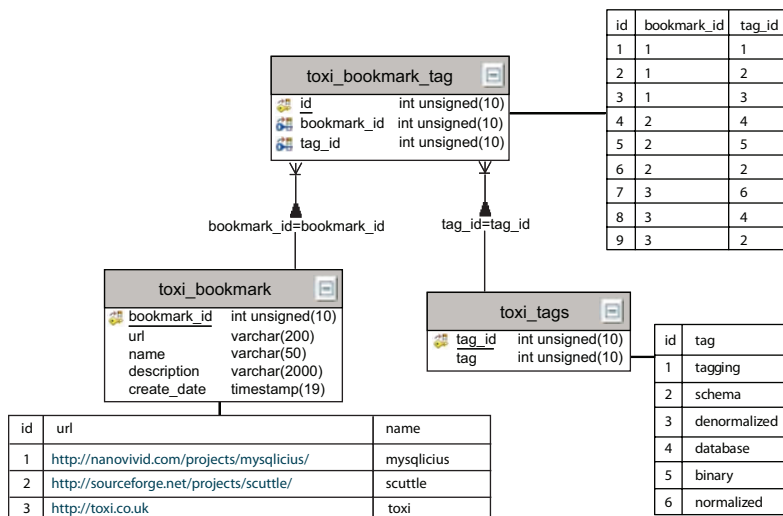 id bookmark_id tag_id
1 1 1
2 1 2
3 1 3
4 2 4
5 2 5
6 2 2
7 3 6
8 3 4
9 3 2
toxi_bookmark_tag
id int unsigned(10)
bookmark_id int unsigned(10)
tag_id int unsigned(10)
bookmark_id=bookmark_id
tag_id=tag_id
toxi_bookmark
bookmark_id int unsigned(10)
url varchar(200)
name varchar(50)
description varchar(2000)
create_date timestamp(19)
toxi_tags
tag_id int unsigned(10)
tag int unsigned(10)
id tag
1 tagging
2 schema
3 denormalized
4 database
5 binary
6 normalized
id url name
1 http://nanovivid.com/projects/mysqlicius/ mysqlicius
2 http://sourceforge.net/projects/scuttle/ scuttle
3 http://toxi.co.uk toxi